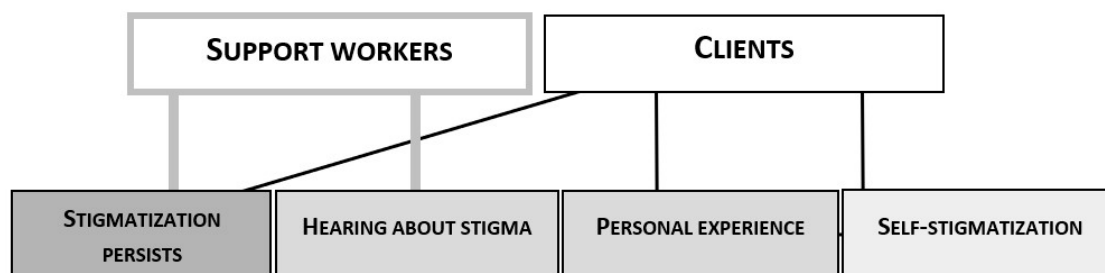 SUPPORT WORKERS
CLIENTS
STIGMATIZATION
PERSISTS
HEARING ABOUT STIGMA
PERSONAL EXPERIENCE
SELF-STIGMATIZATION